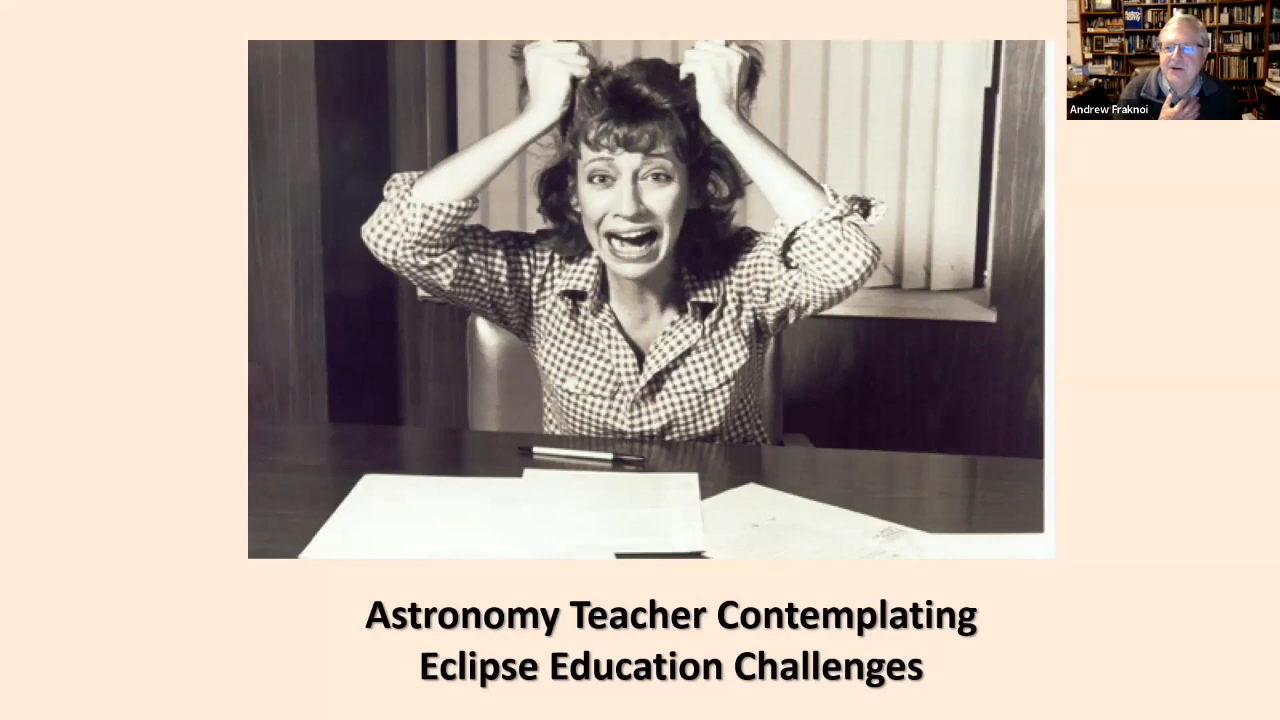 Andrew Fraknoi
Astronomy Teacher Contemplating
Eclipse Education Challenges